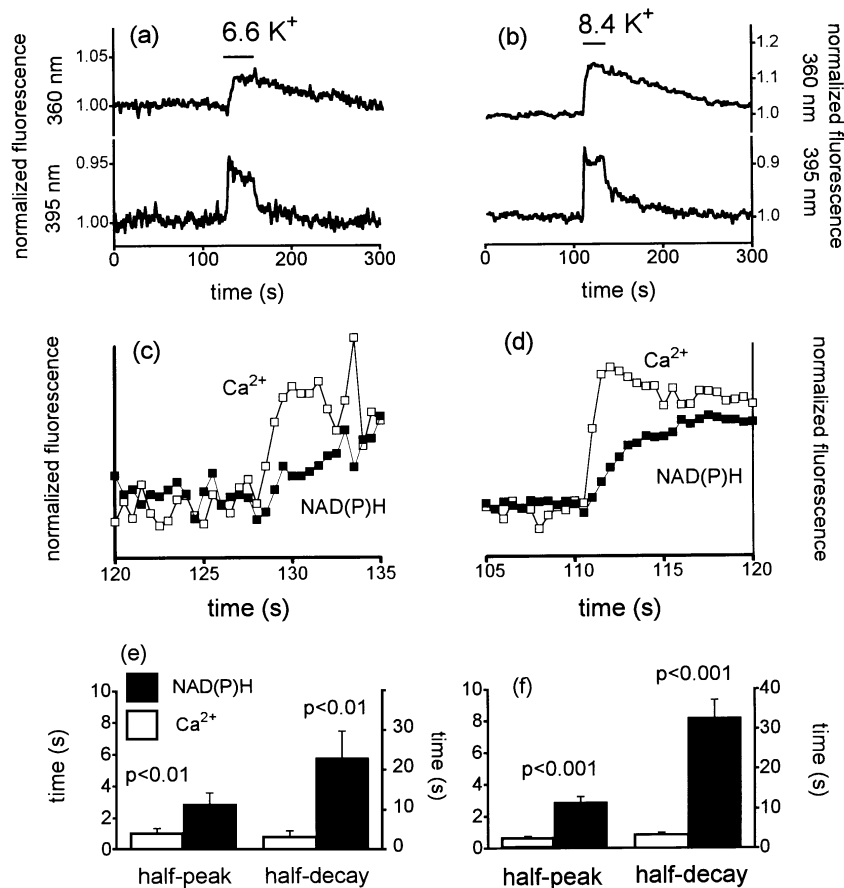 (a)
6.6 K⁺
normalized fluorescence
360 nm
395 nm
1.05
1.00
0.95
1.00
0
100
200
300
time (s)
(b)
8.4 K⁺
1.2
1.1
1.0
0.9
1.0
360 nm
395 nm
normalized fluorescence
0
100
200
300
time (s)
(c)
Ca²⁺
NAD(P)H
normalized fluorescence
120
125
130
135
time (s)
(d)
Ca²⁺
NAD(P)H
normalized fluorescence
105
110
115
120
time (s)
(e)
NAD(P)H
Ca²⁺
p<0.01
p<0.01
time (s)
10
8
6
4
2
0
30
20
10
0
time (s)
half-peak
half-decay
(f)
p<0.001
p<0.001
10
8
6
4
2
0
40
30
20
10
0
time (s)
half-peak
half-decay